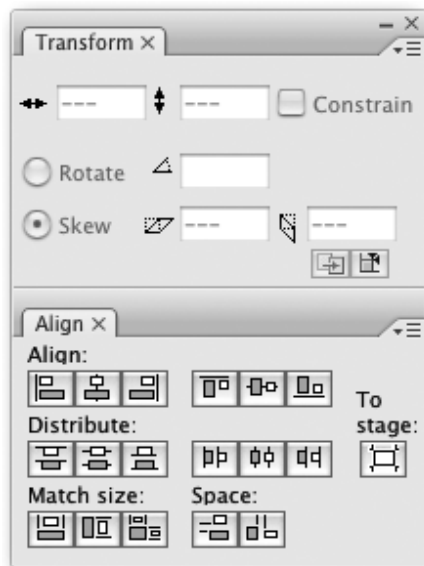 Transform ×
--- --- Constrain
Rotate
Skew --- ---
Align ×
Align:
To
stage:
Distribute:
Match size: Space: